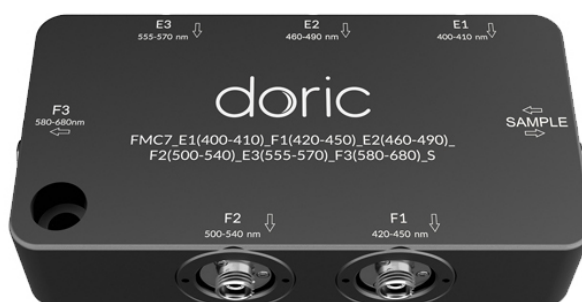 E3
555-570 nm
E2
460-490 nm
E1
400-410 nm
doric
F3
580-680nm
SAMPLE
FMC7_E1(400-410)_F1(420-450)_E2(460-490)_
F2(500-540)_E3(555-570)_F3(580-680)_S
F2
500-540 nm
F1
420-450 nm